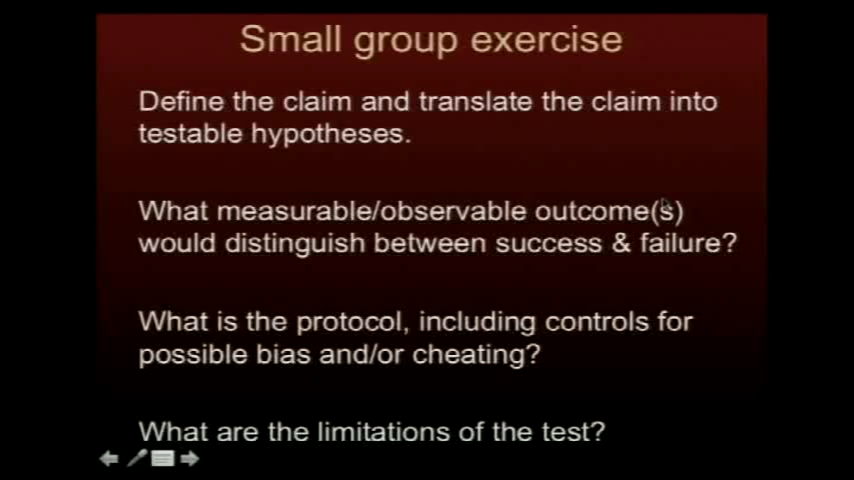 Small group exercise
Define the claim and translate the claim into
testable hypotheses.
What measurable/observable outcome(s)
would distinguish between success & failure?
What is the protocol, including controls for
possible bias and/or cheating?
What are the limitations of the test?